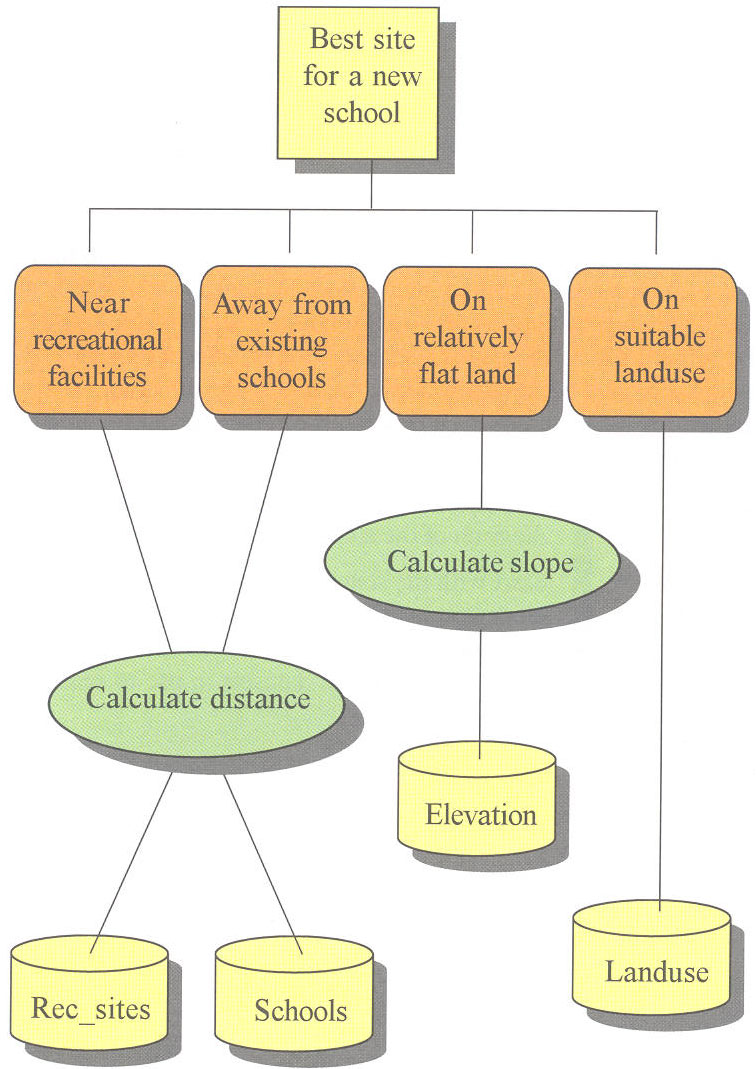 Best site
for a new
school
Near
recreational
facilities
Away from
existing
schools
On
relatively
flat land
On
suitable
landuse
Calculate slope
Calculate distance
Elevation
Landuse
Rec_sites
Schools